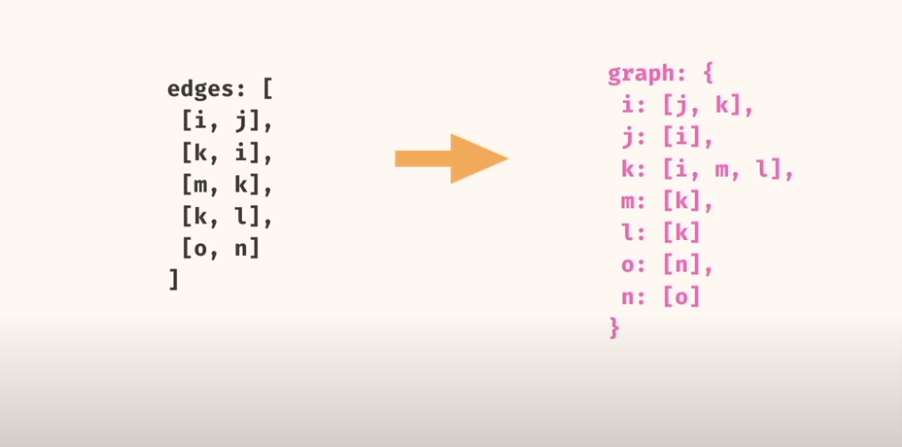 edges: [
[i, j],
[k, i],
[m, k],
[k, l],
[o, n]
]
graph: {
i: [j, k],
j: [i],
k: [i, m, l],
m: [k],
l: [k]
o: [n],
n: [o]
}